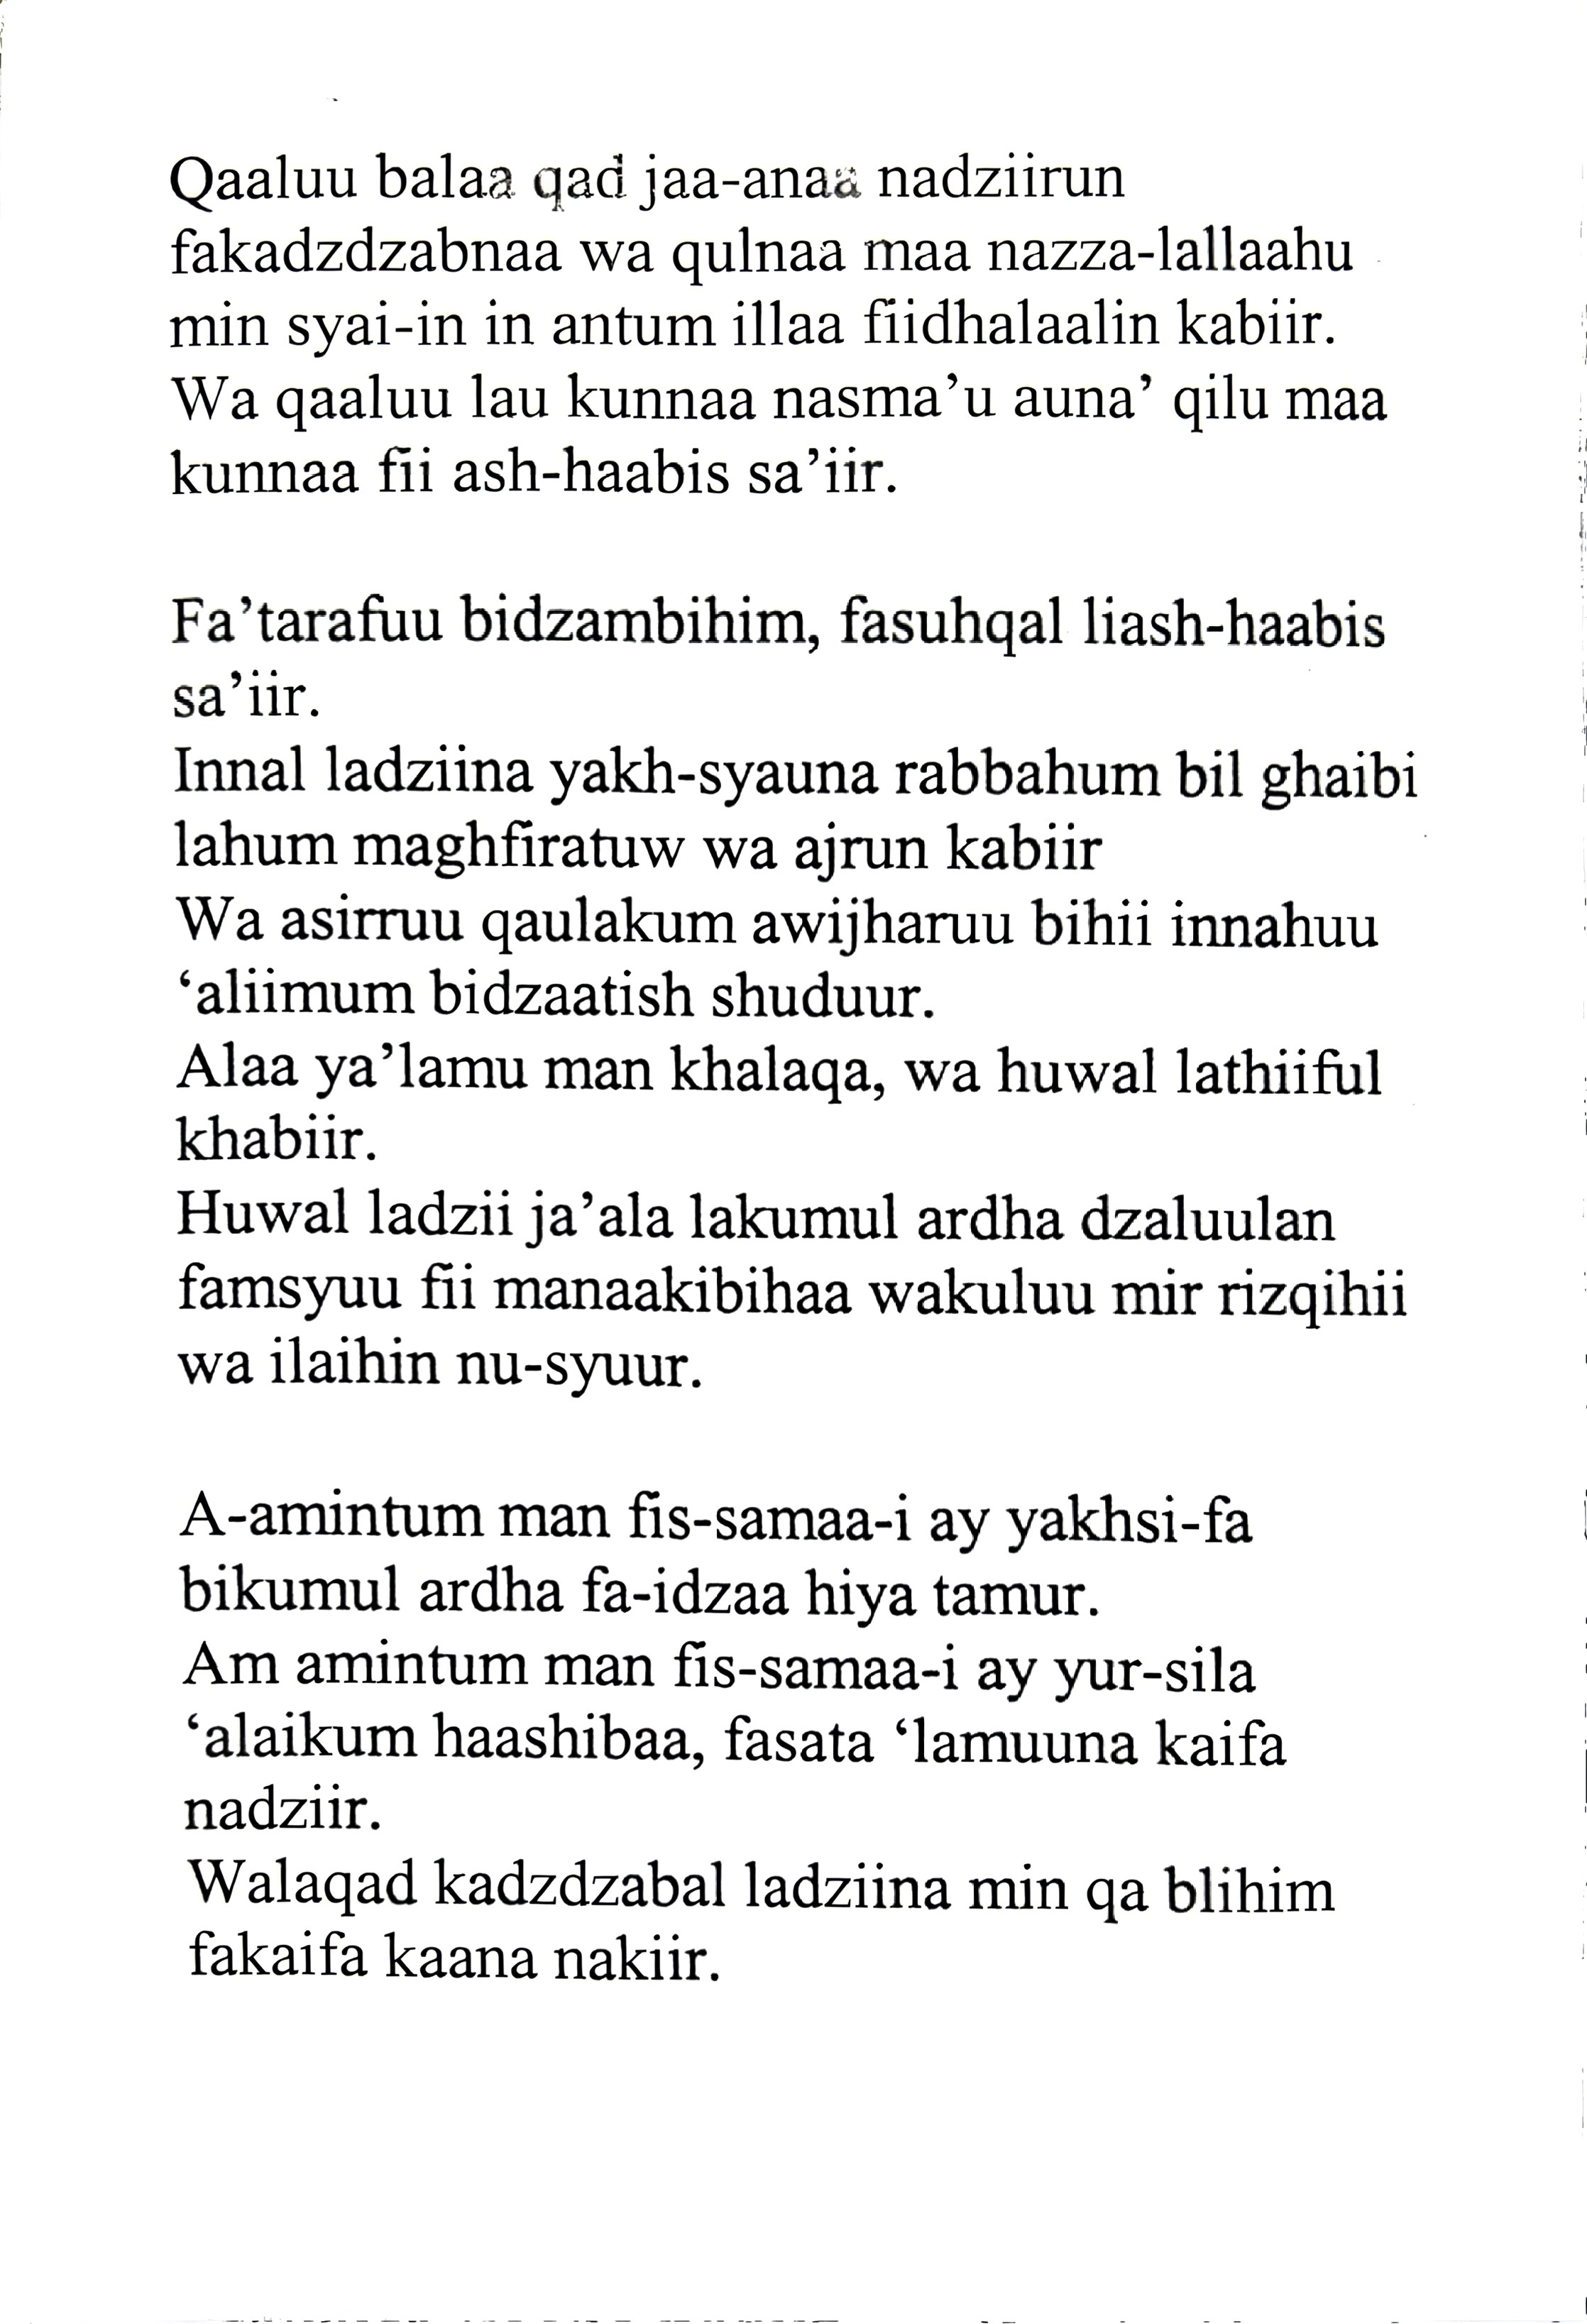 Qaaluu balaa qad jaa-anaa nadziirun
fakadzdzabnaa wa qulnaa maa nazza-lallaahu
min syai-in in antum illaa fiidhalaalin kabiir.
Wa qaaluu lau kunnaa nasma’u auna’ qilu maa
kunnaa fii ash-haabis sa’iir.
Fa’tarafuu bidzambihim, fasuhqal liash-haabis
sa’iir.
Innal ladziina yakh-syauna rabbahum bil ghaibi
lahum maghfiratuw wa ajrun kabiir
Wa asirruu qaulakum awijharuu bihii innahuu
‘aliimum bidzaatish shuduur.
Alaa ya’lamu man khalaqa, wa huwal lathiiful
khabiir.
Huwal ladzii ja’ala lakumul ardha dzaluulan
famsyuu fii manaakibihaa wakuluu mir rizqihii
wa ilaihin nu-syuur.
A-amintum man fis-samaa-i ay yakhsi-fa
bikumul ardha fa-idzaa hiya tamur.
Am amintum man fis-samaa-i ay yur-sila
‘alaikum haashibaa, fasata ‘lamuuna kaifa
nadziir.
Walaqad kadzdzabal ladziina min qa blihim
fakaifa kaana nakiir.